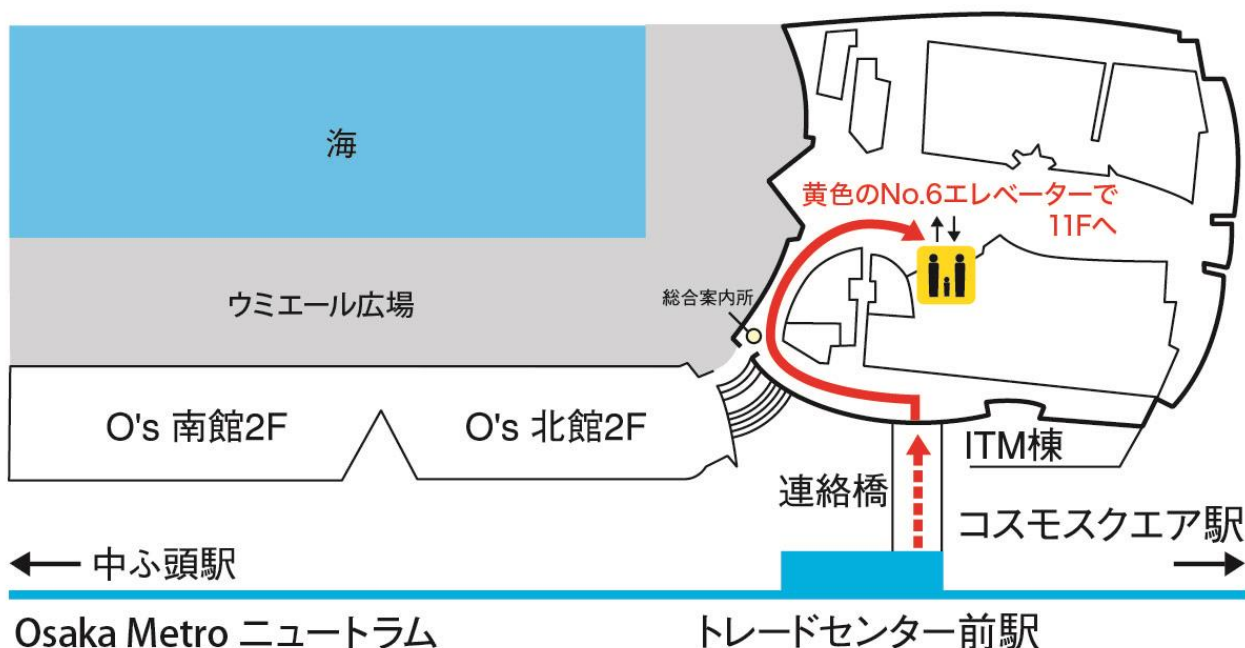 海
黄色のNo.6エレベーターで
11Fへ
総合案内所
ウミエール広場
O's 南館2F
O's 北館2F
ITM棟
連絡橋
コスモスクエア駅
中ふ頭駅
Osaka Metro ニュートラム
トレードセンター前駅